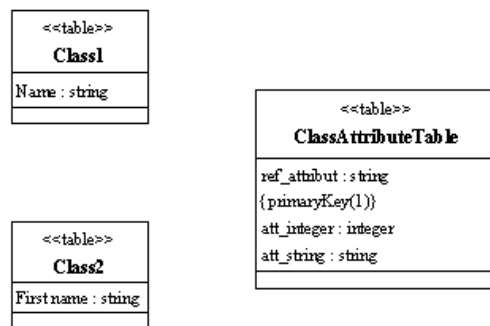 <<table>>
Class1
Name : string
<<table>>
ClassAttributeTable
ref_attribut : string
{primaryKey(1)}
att_integer : integer
att_string : string
<<table>>
Class2
First name : string